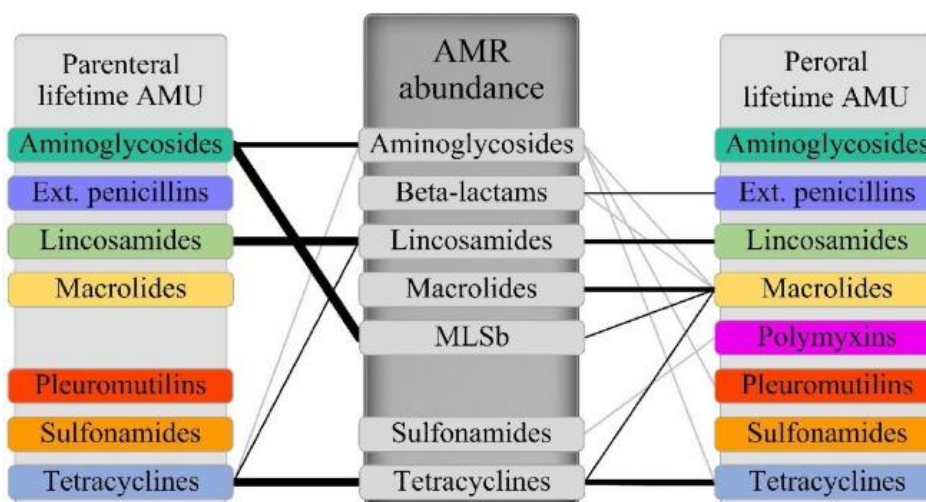 Parenteral
lifetime AMU
Aminoglycosides
Ext. penicillins
Lincosamides
Macrolides
Pleuromutilins
Sulfonamides
Tetracyclines
AMR
abundance
Aminoglycosides
Beta-lactams
Lincosamides
Macrolides
MLSb
Sulfonamides
Tetracyclines
Peroral
lifetime AMU
Aminoglycosides
Ext. penicillins
Lincosamides
Macrolides
Polymyxins
Pleuromutilins
Sulfonamides
Tetracyclines